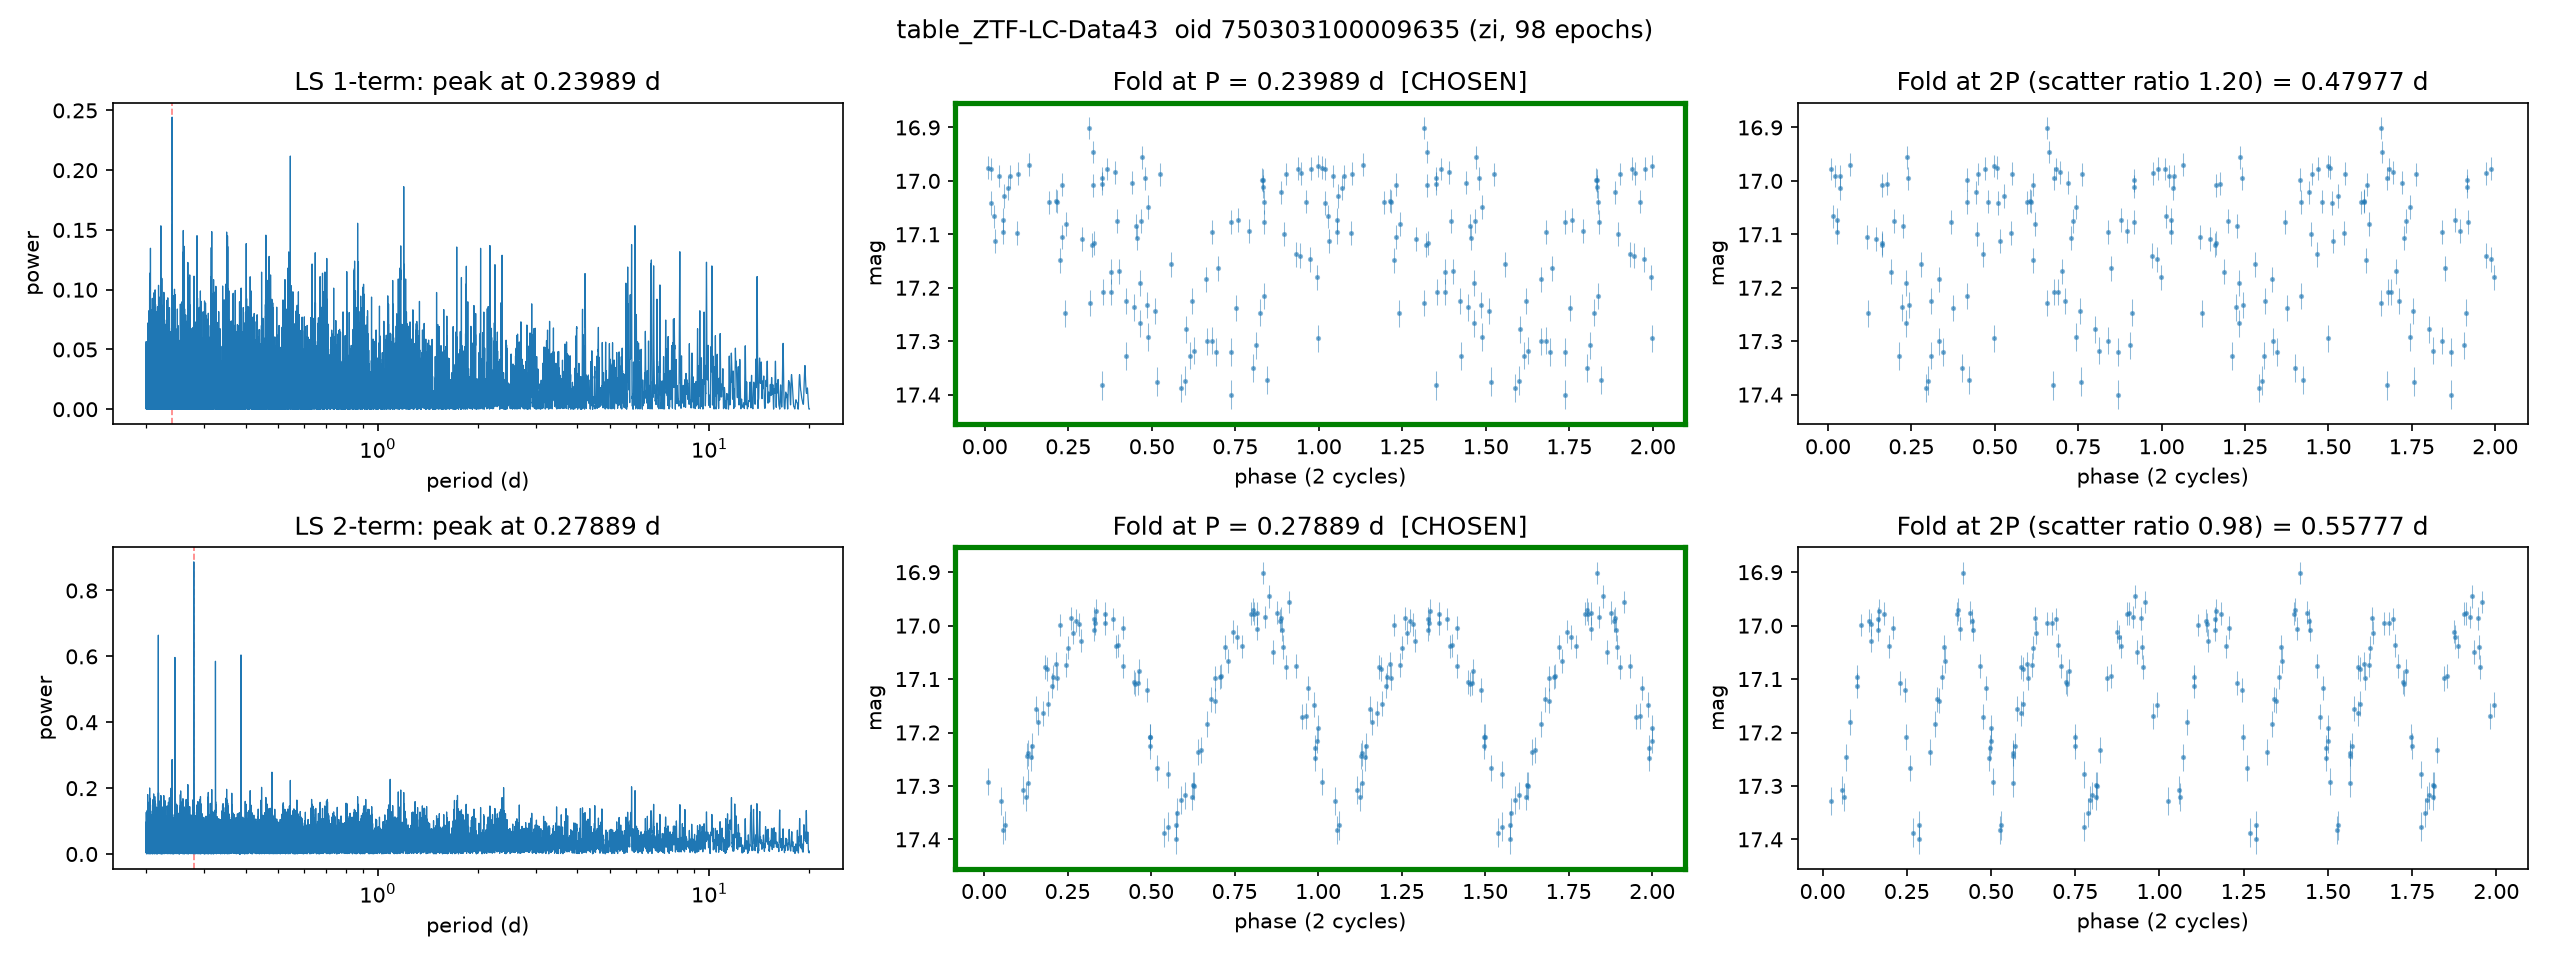 table_ZTF-LC-Data43  oid 750303100009635 (zi, 98 epochs)
LS 1-term: peak at 0.23989 d
0.25
0.20
0.15
0.10
0.05
0.00
power
10⁰
10¹
period (d)
Fold at P = 0.23989 d  [CHOSEN]
16.9
17.0
17.1
17.2
17.3
17.4
mag
0.00 0.25 0.50 0.75 1.00 1.25 1.50 1.75 2.00
phase (2 cycles)
Fold at 2P (scatter ratio 1.20) = 0.47977 d
16.9
17.0
17.1
17.2
17.3
17.4
mag
0.00 0.25 0.50 0.75 1.00 1.25 1.50 1.75 2.00
phase (2 cycles)
LS 2-term: peak at 0.27889 d
0.8
0.6
0.4
0.2
0.0
power
10⁰
10¹
period (d)
Fold at P = 0.27889 d  [CHOSEN]
16.9
17.0
17.1
17.2
17.3
17.4
mag
0.00 0.25 0.50 0.75 1.00 1.25 1.50 1.75 2.00
phase (2 cycles)
Fold at 2P (scatter ratio 0.98) = 0.55777 d
16.9
17.0
17.1
17.2
17.3
17.4
mag
0.00 0.25 0.50 0.75 1.00 1.25 1.50 1.75 2.00
phase (2 cycles)